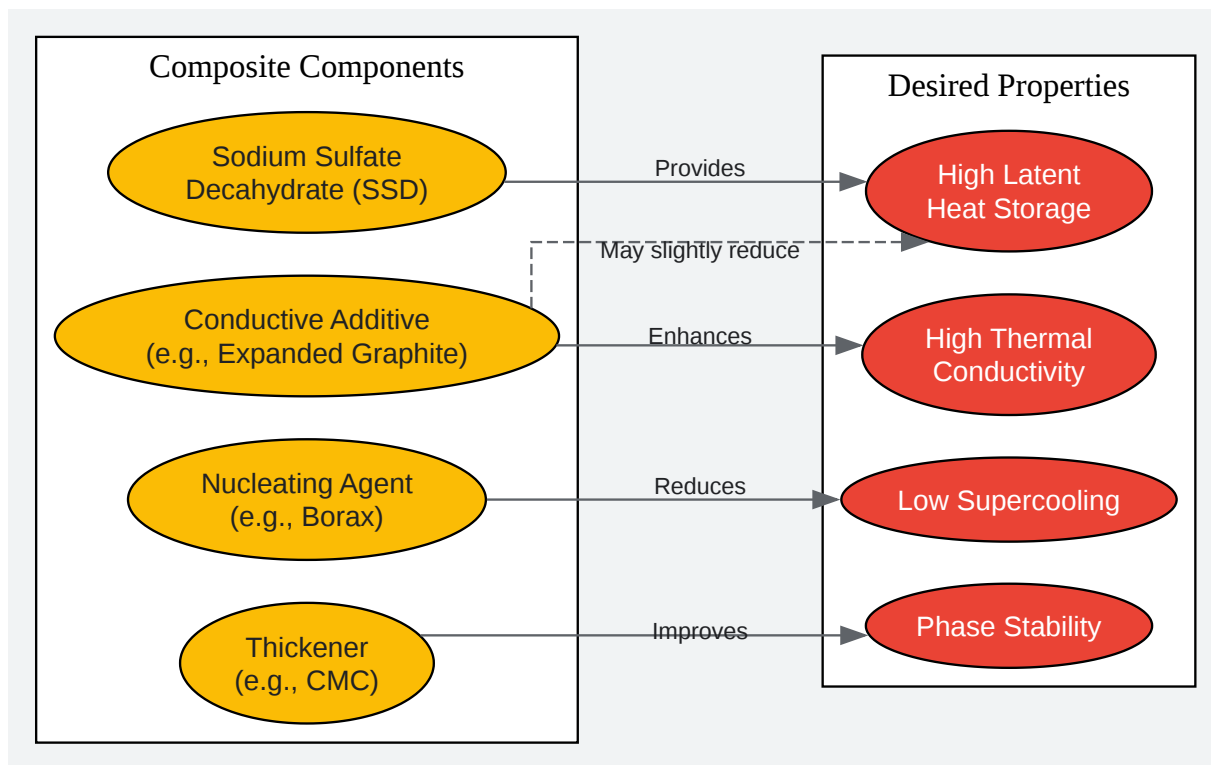 Composite Components
Sodium Sulfate
Decahydrate (SSD)
Conductive Additive
(e.g., Expanded Graphite)
Nucleating Agent
(e.g., Borax)
Thickener
(e.g., CMC)
Provides
May slightly reduce
Enhances
Reduces
Improves
Desired Properties
High Latent
Heat Storage
High Thermal
Conductivity
Low Supercooling
Phase Stability